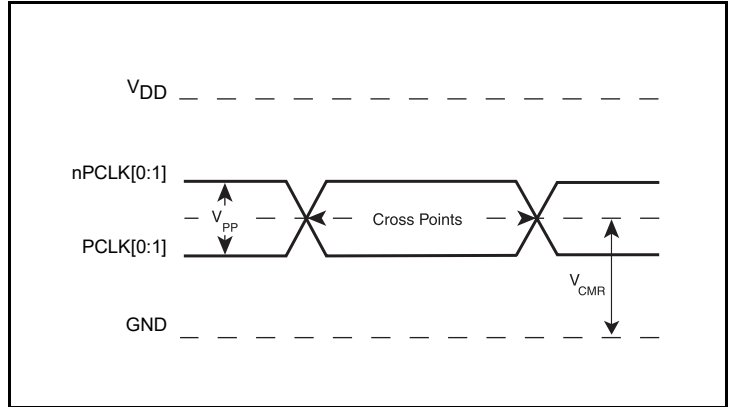 VDD
nPCLK[0:1]
VPP
Cross Points
PCLK[0:1]
VCMR
GND